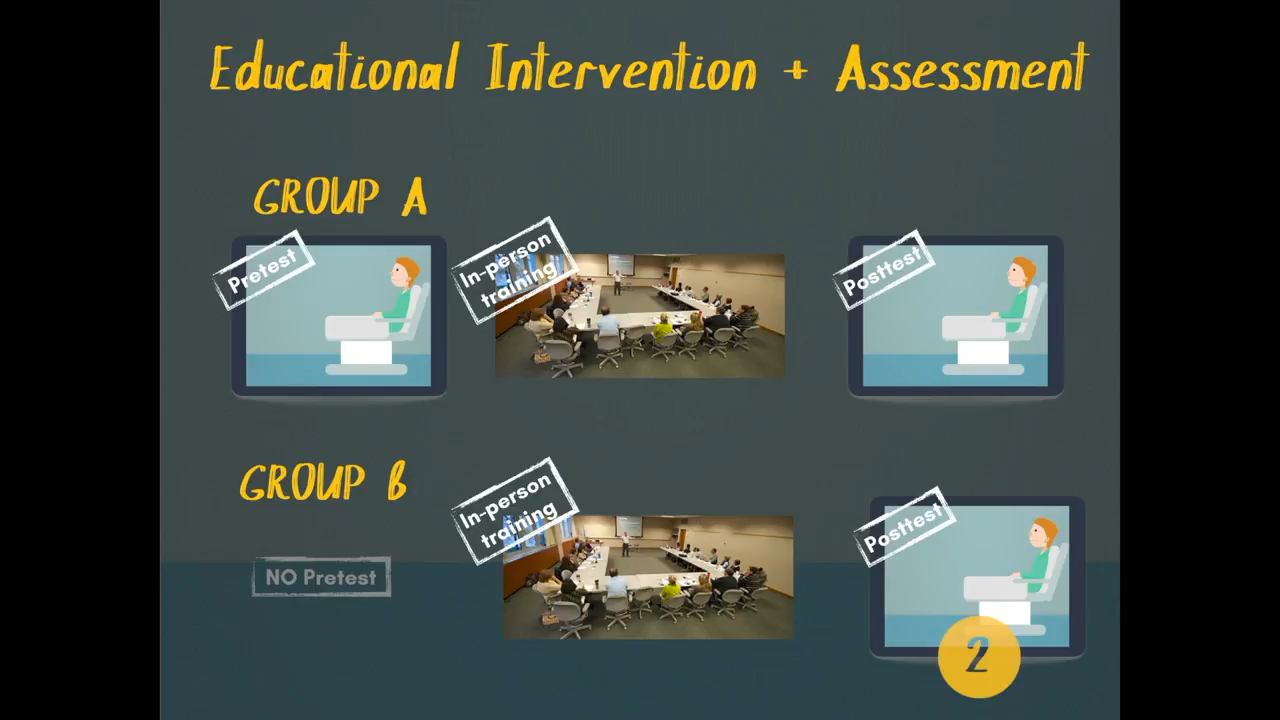 Educational Intervention + Assessment
GROUP A
Pretest
In-person
training
Posttest
GROUP B
In-person
training
Posttest
NO Pretest
2